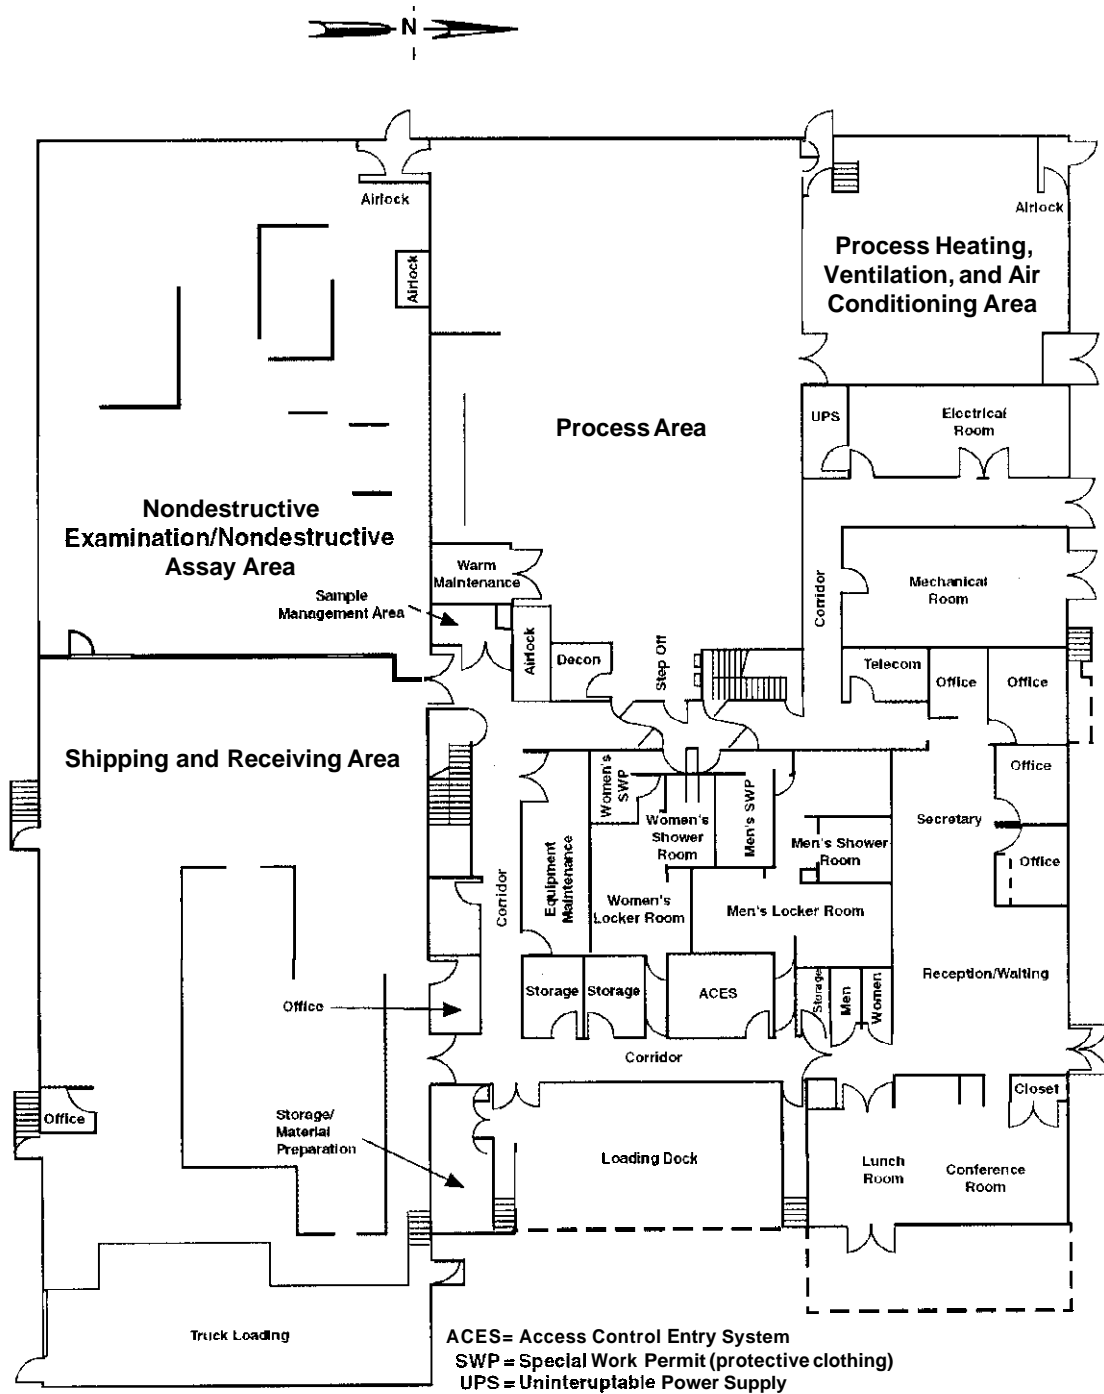 N
Airlock
Airlock
Airlock
Process Heating,
Ventilation, and Air
Conditioning Area
Process Area
UPS
Electrical
Room
Nondestructive
Examination/Nondestructive
Assay Area
Warm
Maintenance
Sample
Management Area
Corridor
Mechanical
Room
Airlock
Decon
Step Off
Telecom
Office
Office
Shipping and Receiving Area
Women's
SWP
Women's
Shower
Room
Men's SWP
Office
Secretary
Men's Shower
Room
Office
Corridor
Equipment
Maintenance
Women's
Locker Room
Men's Locker Room
Reception/Waiting
Office
Storage
Storage
ACES
Storage
Men
Women
Corridor
Office
Storage/
Material
Preparation
Closet
Loading Dock
Lunch
Room
Conference
Room
Truck Loading
ACES= Access Control Entry System
SWP = Special Work Permit (protective clothing)
UPS = Uninteruptable Power Supply